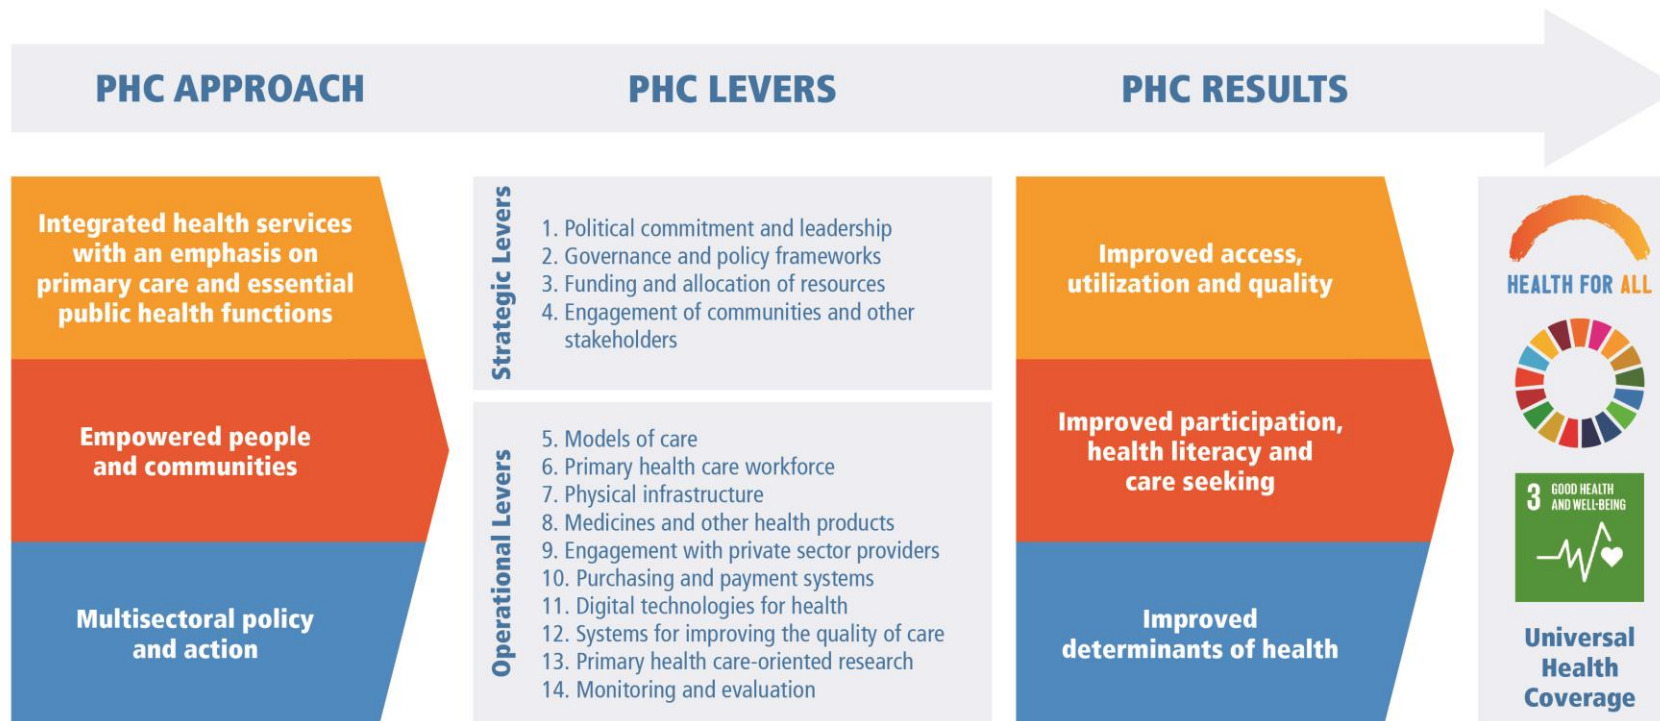 PHC APPROACH
PHC LEVERS
PHC RESULTS
Integrated health services
with an emphasis on
primary care and essential
public health functions
Empowered people
and communities
Multisectoral policy
and action
Strategic Levers
1. Political commitment and leadership
2. Governance and policy frameworks
3. Funding and allocation of resources
4. Engagement of communities and other
stakeholders
Operational Levers
5. Models of care
6. Primary health care workforce
7. Physical infrastructure
8. Medicines and other health products
9. Engagement with private sector providers
10. Purchasing and payment systems
11. Digital technologies for health
12. Systems for improving the quality of care
13. Primary health care-oriented research
14. Monitoring and evaluation
Improved access,
utilization and quality
Improved participation,
health literacy and
care seeking
Improved
determinants of health
HEALTH FOR ALL
3 GOOD HEALTH
AND WELL-BEING
Universal
Health
Coverage